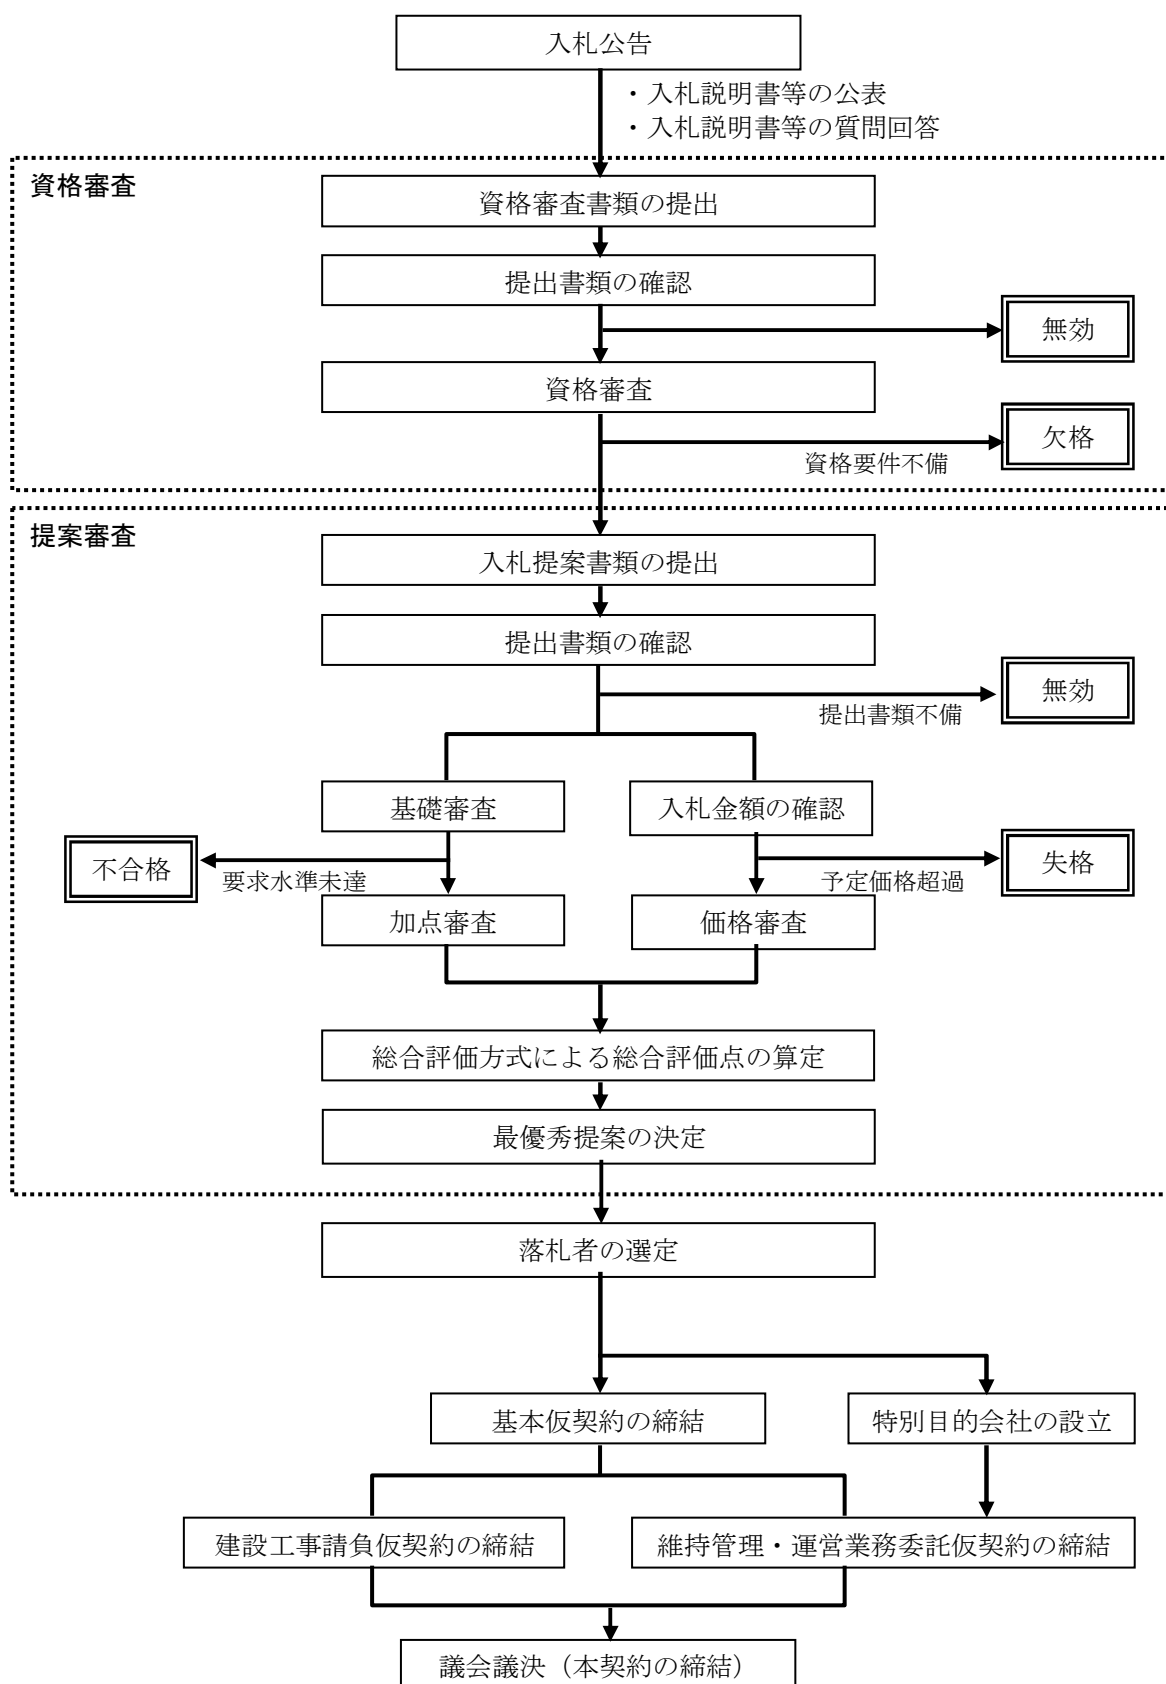 入札公告
・入札説明書等の公表
・入札説明書等の質問回答
資格審査
資格審査書類の提出
提出書類の確認
無効
資格審査
欠格
資格要件不備
提案審査
入札提案書類の提出
提出書類の確認
無効
提出書類不備
基礎審査
入札金額の確認
不合格
要求水準未達
失格
予定価格超過
加点審査
価格審査
総合評価方式による総合評価点の算定
最優秀提案の決定
落札者の選定
基本仮契約の締結
特別目的会社の設立
建設工事請負仮契約の締結
維持管理・運営業務委託仮契約の締結
議会議決（本契約の締結）